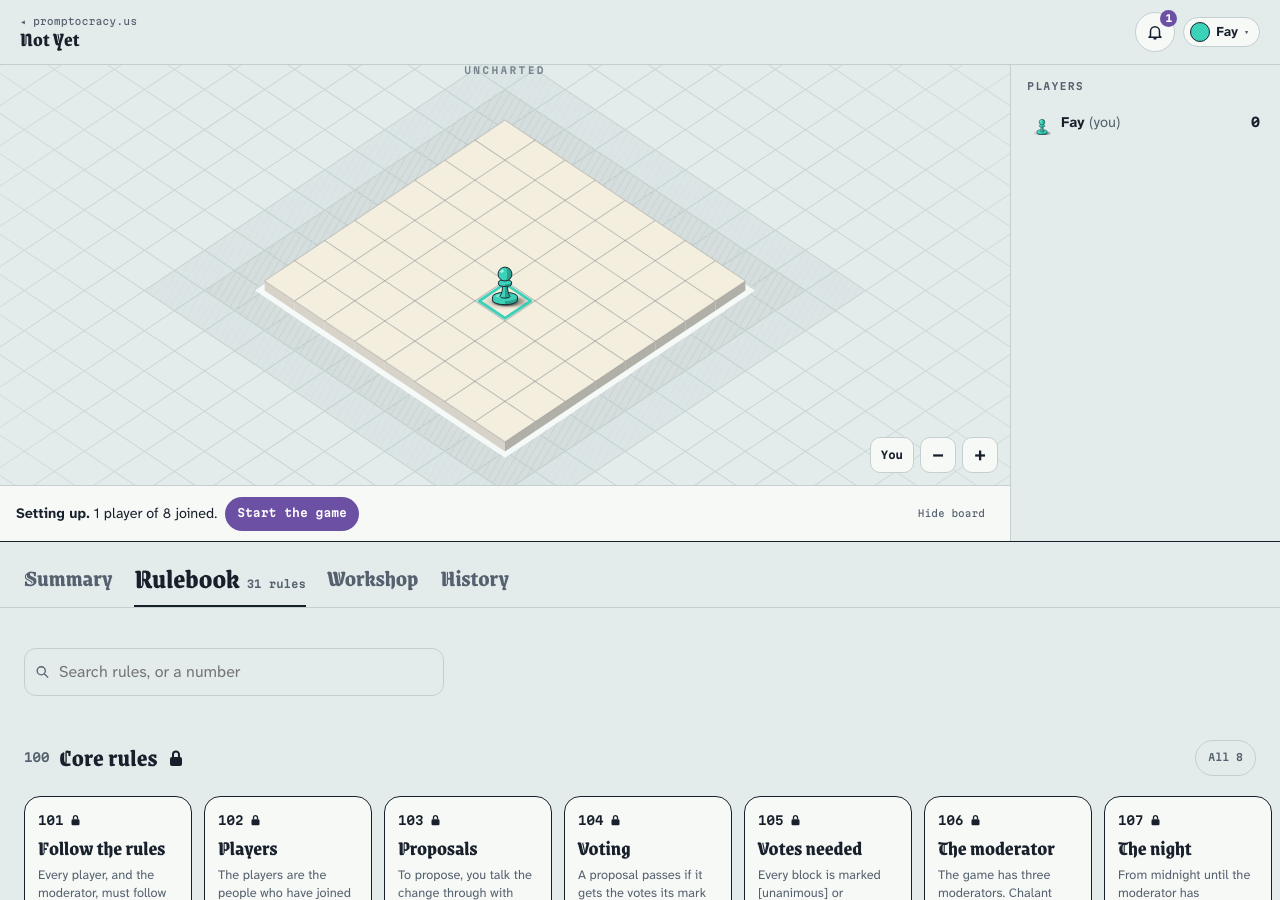 ◂ promptocracy.us
Not Yet
1
Fay ▾
UNCHARTED
PLAYERS
Fay (you) 0
You − +
Setting up. 1 player of 8 joined. Start the game Hide board
Summary Rulebook 31 rules Workshop History
Search rules, or a number
100 Core rules All 8
101
Follow the rules
Every player, and the
moderator, must follow
102
Players
The players are the
people who have joined
103
Proposals
To propose, you talk the
change through with
104
Voting
A proposal passes if it
gets the votes its mark
105
Votes needed
Every block is marked
[unanimous] or
106
The moderator
The game has three
moderators. Chalant
107
The night
From midnight until the
moderator has